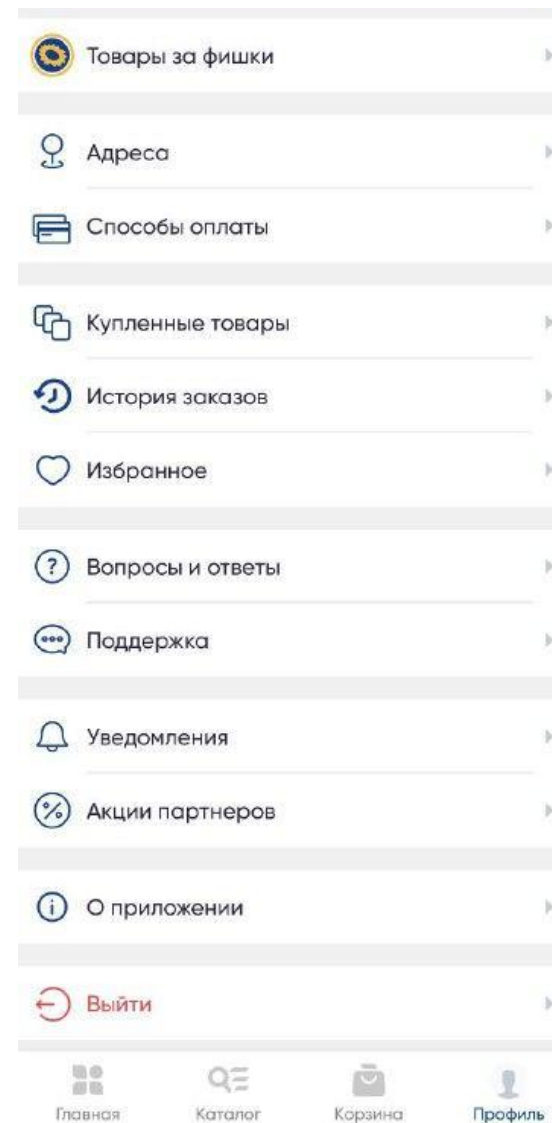 Товары за фишки
Адреса
Способы оплаты
Купленные товары
История заказов
Избранное
Вопросы и ответы
Поддержка
Уведомления
Акции партнеров
О приложении
Выйти
Главная Каталог Корзина Профиль